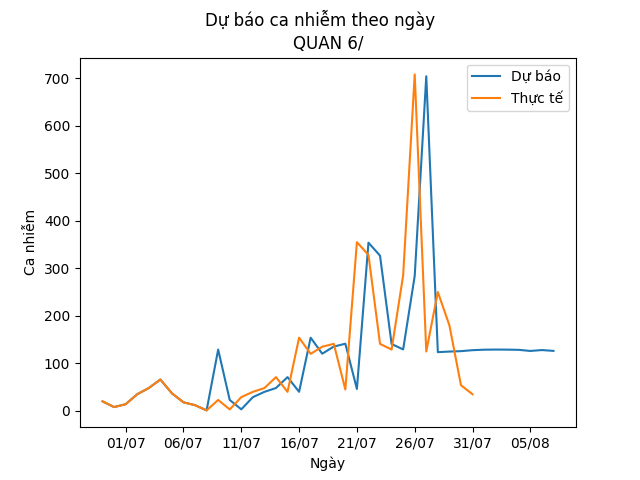 Dự báo ca nhiễm theo ngày
QUAN 6/
Dự báo
Thực tế
Ca nhiễm
700
600
500
400
300
200
100
0
01/07 06/07 11/07 16/07 21/07 26/07 31/07 05/08
Ngày